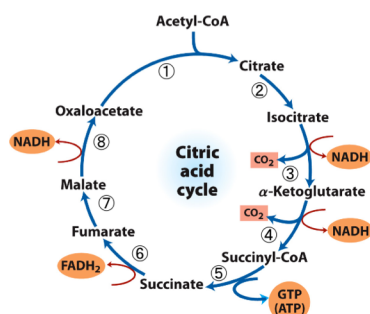 Acetyl-CoA
①
Citrate
②
Isocitrate
CO₂
③
NADH
α-Ketoglutarate
CO₂
④
NADH
Succinyl-CoA
⑤
GTP
(ATP)
Succinate
⑥
FADH₂
Fumarate
⑦
Malate
⑧
NADH
Oxaloacetate
Citric
acid
cycle